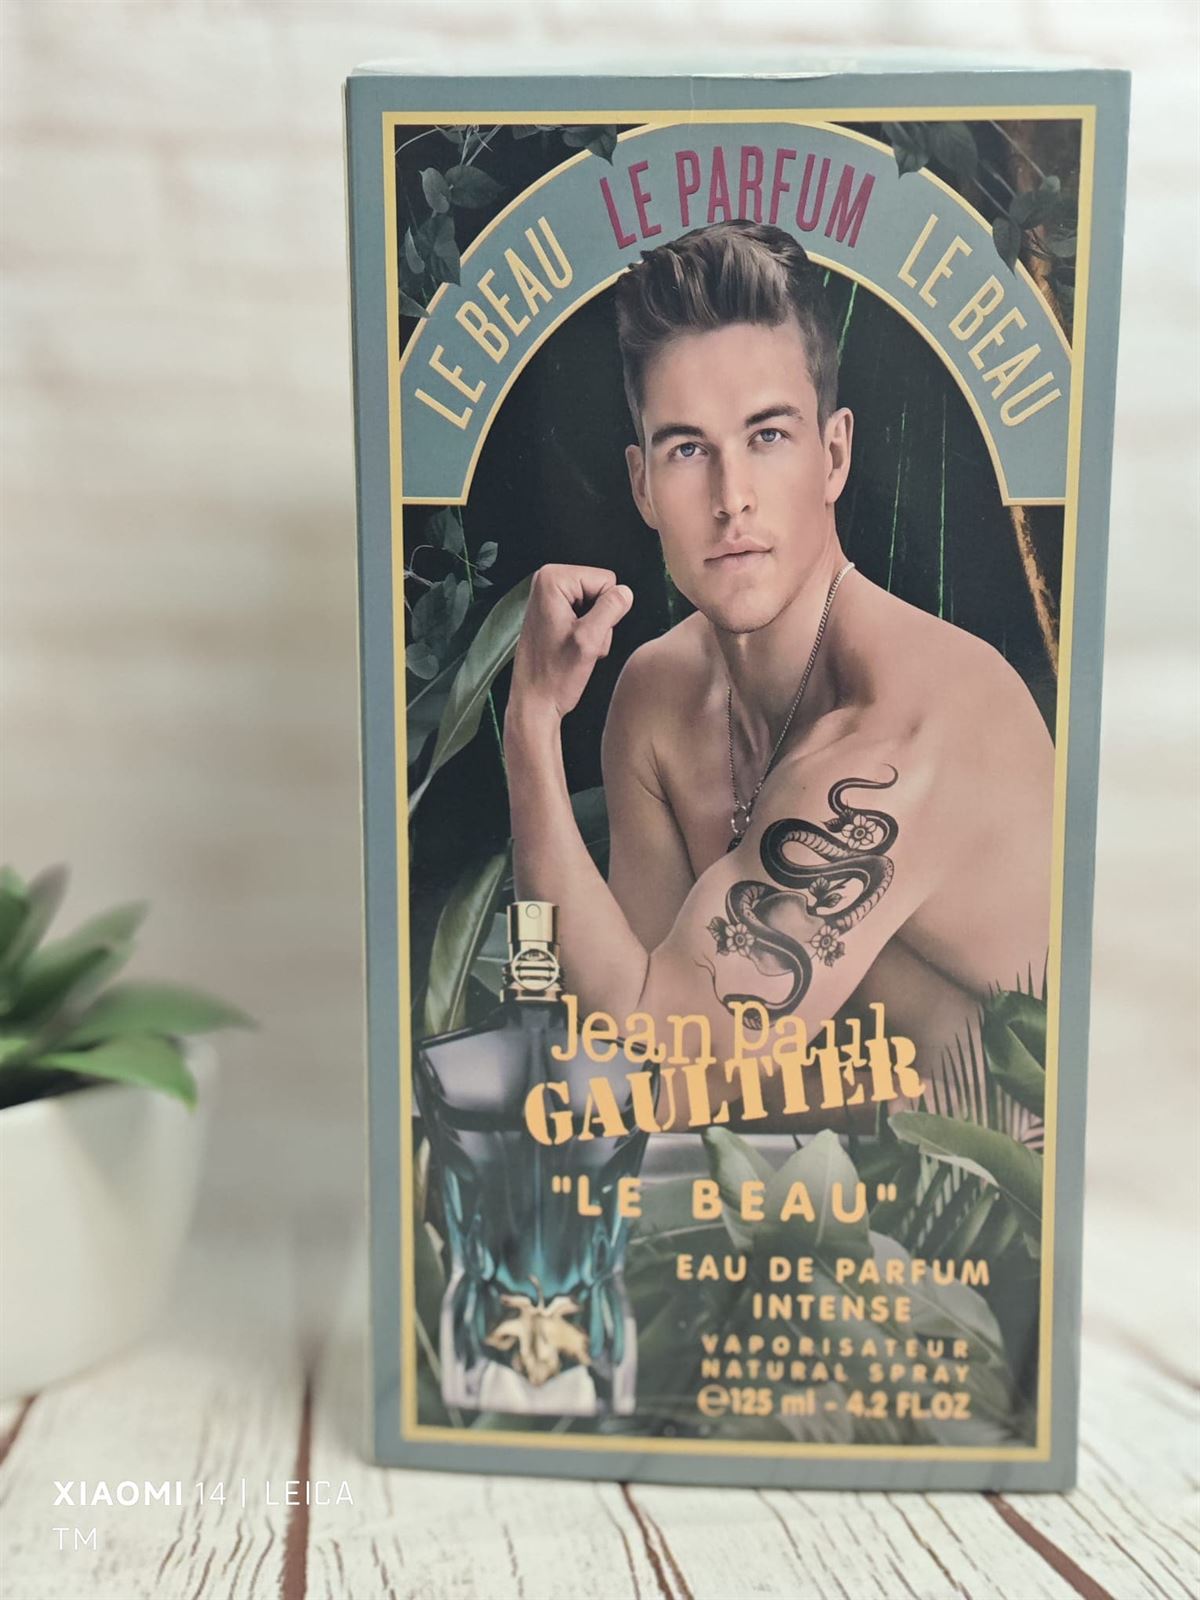 LE BEAU LE PARFUM LE BEAU
Jean Paul
GAULTIER
"LE BEAU"
EAU DE PARFUM
INTENSE
VAPORISATEUR
NATURAL SPRAY
℮125 ml - 4.2 FL.OZ
XIAOMI 14 | LEICA
TM